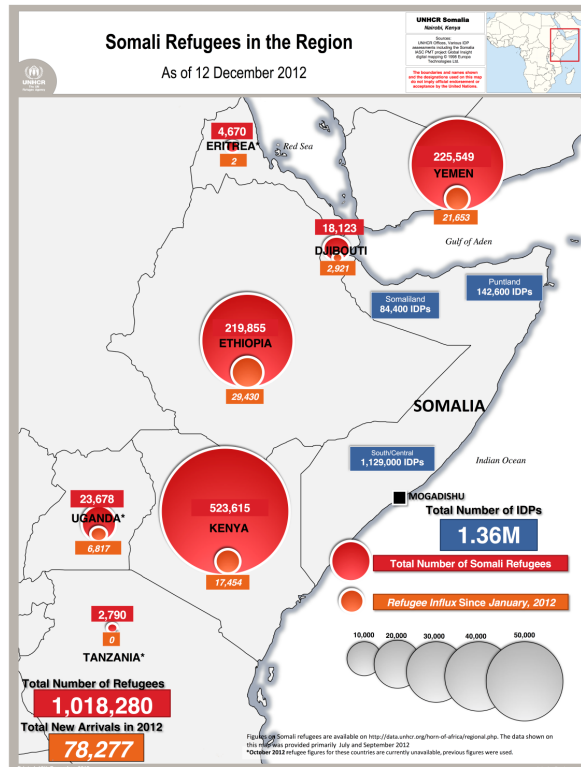 Somali Refugees in the Region
As of 12 December 2012
UNHCR
The UN
Refugee Agency
UNHCR Somalia
Nairobi, Kenya
Sources:
UNHCR Offices, Various IDP
assessments including the Somalia
IASC PMT project Global Insight
digital mapping © 1998 Europe
Technologies Ltd.
The boundaries and names shown
and the designations used on this map
do not imply official endorsement or
acceptance by the United Nations.
4,670
ERITREA*
2
Red Sea
225,549
YEMEN
21,653
18,123
DJIBOUTI
2,921
Gulf of Aden
Puntland
142,600 IDPs
Somaliland
84,400 IDPs
219,855
ETHIOPIA
29,430
SOMALIA
South/Central
1,129,000 IDPs
Indian Ocean
23,678
UGANDA*
6,817
523,615
KENYA
17,454
MOGADISHU
Total Number of IDPs
1.36M
Total Number of Somali Refugees
Refugee Influx Since January, 2012
2,790
0
TANZANIA*
10,000
20,000
30,000
40,000
50,000
Total Number of Refugees
1,018,280
Total New Arrivals in 2012
78,277
Figures on Somali refugees are available on http://data.unhcr.org/horn-of-africa/regional.php. The data shown on
this map was provided primarily July and September 2012
*October 2012 refugee figures for these countries are currently unavailable, previous figures were used.